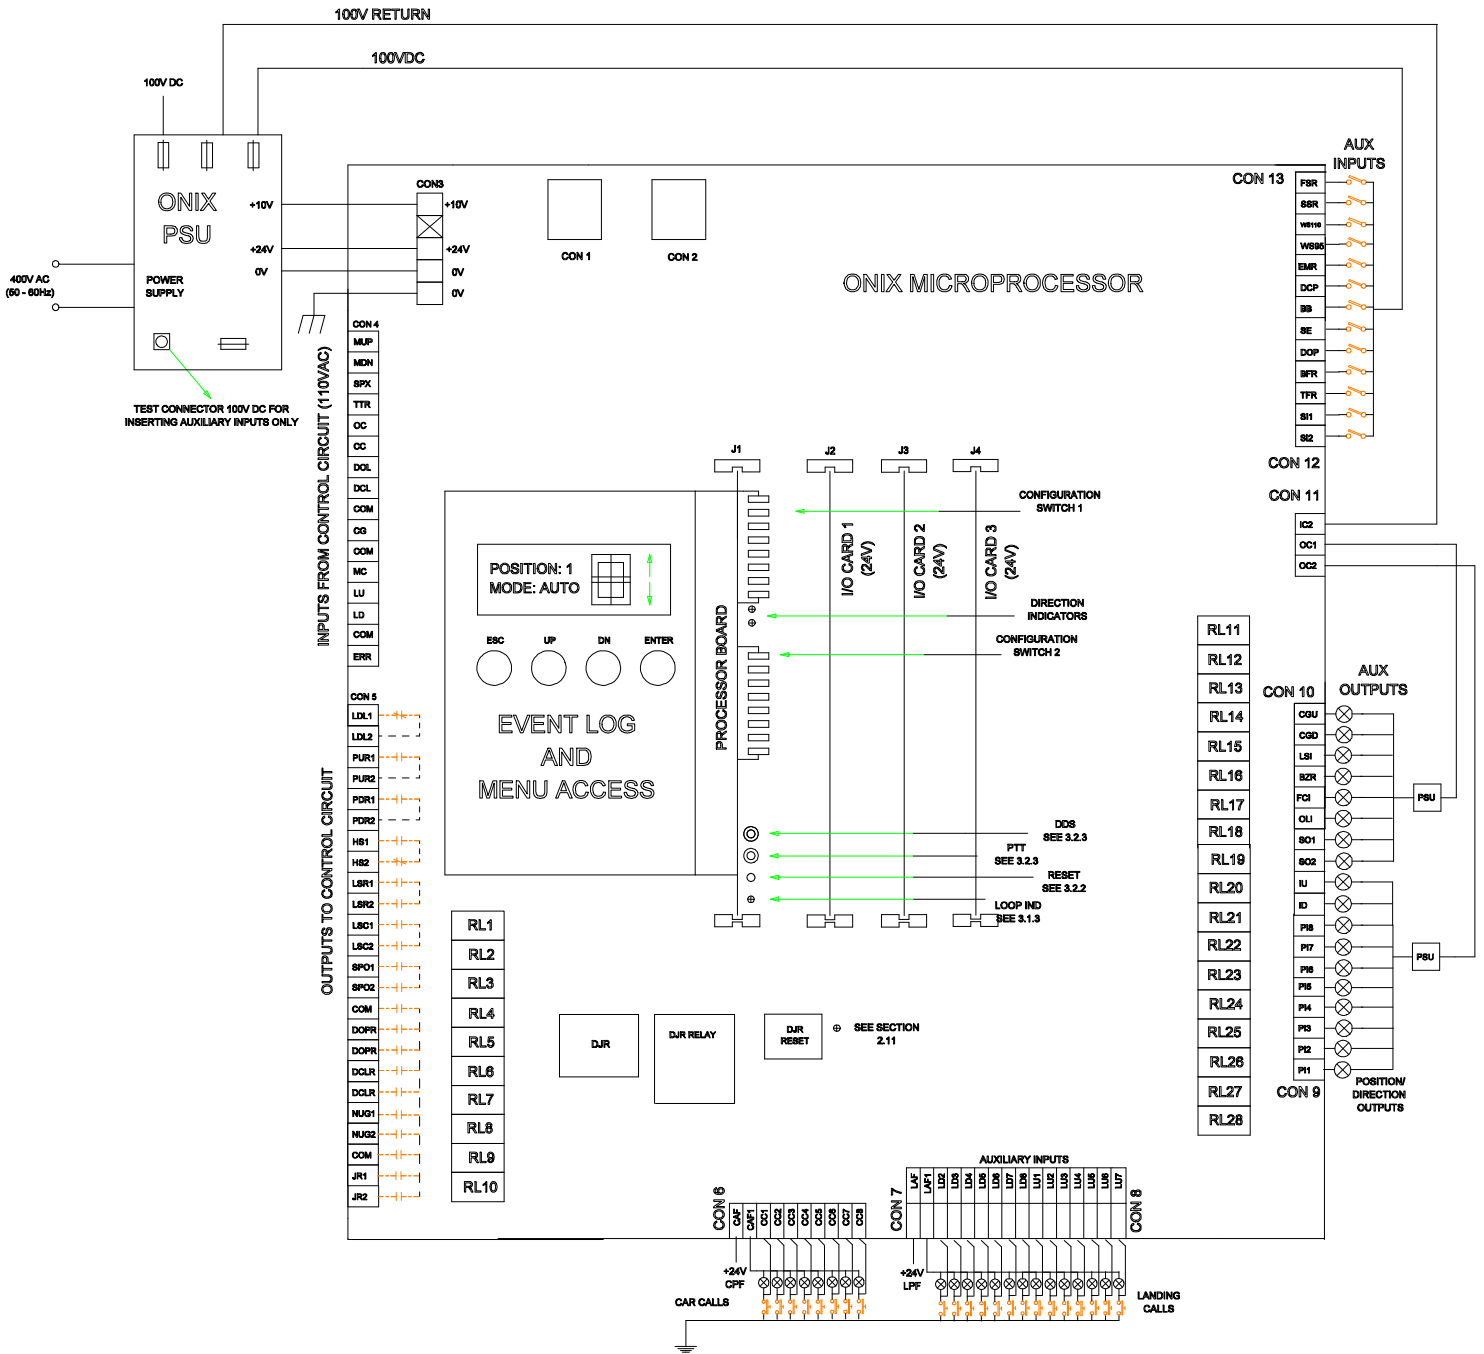 100V RETURN
100VDC
100V DC
ONIX
PSU
+10V
+24V
0V
400V AC
(50 - 60Hz)
POWER
SUPPLY
TEST CONNECTOR 100V DC FOR
INSERTING AUXILIARY INPUTS ONLY
CON3
+10V
+24V
0V
0V
CON 1
CON 2
ONIX MICROPROCESSOR
AUX
INPUTS
CON 13
FSR
SSR
WS110
WS95
EMR
DCP
BB
SE
DOP
BFR
TFR
SI1
SI2
CON 12
CON 11
IC2
OC1
OC2
INPUTS FROM CONTROL CIRCUIT (110VAC)
CON 4
MUP
MDN
SPX
TTR
OC
CC
DOL
DCL
COM
CG
COM
MC
LU
LD
COM
ERR
OUTPUTS TO CONTROL CIRCUIT
CON 5
LDL1
LDL2
PUR1
PUR2
PDR1
PDR2
HS1
HS2
LSR1
LSR2
LSC1
LSC2
SPO1
SPO2
COM
DOPR
DOPR
DCLR
DCLR
NUG1
NUG2
COM
JR1
JR2
POSITION: 1
MODE: AUTO
ESC
UP
DN
ENTER
EVENT LOG
AND
MENU ACCESS
PROCESSOR BOARD
J1
J2
J3
J4
I/O CARD 1
(24V)
I/O CARD 2
(24V)
I/O CARD 3
(24V)
CONFIGURATION
SWITCH 1
DIRECTION
INDICATORS
CONFIGURATION
SWITCH 2
DDS
SEE 3.2.3
PTT
SEE 3.2.3
RESET
SEE 3.2.2
LOOP IND
SEE 3.1.3
RL1
RL2
RL3
RL4
RL5
RL6
RL7
RL8
RL9
RL10
DJR
DJR RELAY
DJR
RESET
SEE SECTION
2.11
RL11
RL12
RL13
RL14
RL15
RL16
RL17
RL18
RL19
RL20
RL21
RL22
RL23
RL24
RL25
RL26
RL27
RL28
AUX
OUTPUTS
CON 10
CGU
CGD
LSI
BZR
FCI
OLI
SO1
SO2
IU
ID
PI8
PI7
PI6
PI5
PI4
PI3
PI2
PI1
PSU
PSU
CON 9
POSITION/
DIRECTION
OUTPUTS
CON 6
CAF
CAF1
CC1
CC2
CC3
CC4
CC5
CC6
CC7
CC8
+24V
CPF
CAR CALLS
AUXILIARY INPUTS
CON 7
LAF
LAF1
LD2
LD3
LD4
LD5
LD6
LD7
LD8
LU1
LU2
LU3
LU4
LU5
LU6
LU7
CON 8
+24V
LPF
LANDING
CALLS